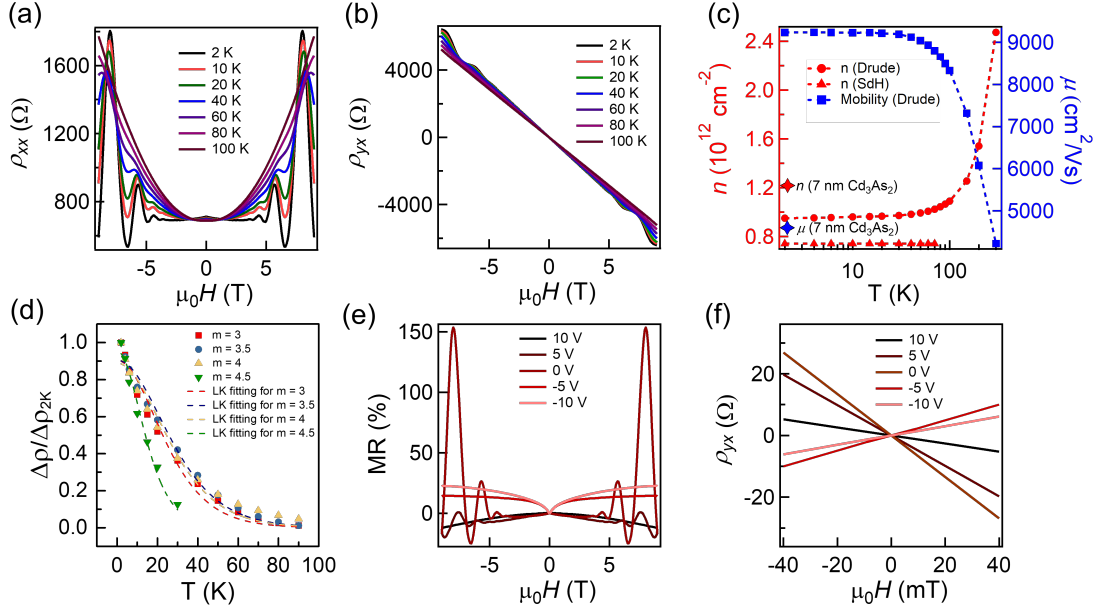 (a)
ρxx (Ω)
1600
1200
800
2 K
10 K
20 K
40 K
60 K
80 K
100 K
-5
0
5
μ0H (T)
(b)
ρyx (Ω)
4000
0
-4000
2 K
10 K
20 K
40 K
60 K
80 K
100 K
-5
0
5
μ0H (T)
(c)
n (10^12 cm^-2)
2.4
2.0
1.6
1.2
0.8
n (Drude)
n (SdH)
Mobility (Drude)
n (7 nm Cd3As2)
μ (7 nm Cd3As2)
9000
8000
7000
6000
5000
μ (cm^2/Vs)
10
100
T (K)
(d)
Δρ/Δρ2K
1.0
0.8
0.6
0.4
0.2
0.0
m = 3
m = 3.5
m = 4
m = 4.5
LK fitting for m = 3
LK fitting for m = 3.5
LK fitting for m = 4
LK fitting for m = 4.5
0
20
40
60
80
100
T (K)
(e)
MR (%)
150
100
50
0
10 V
5 V
0 V
-5 V
-10 V
-5
0
5
μ0H (T)
(f)
ρyx (Ω)
20
0
-20
10 V
5 V
0 V
-5 V
-10 V
-40
-20
0
20
40
μ0H (mT)